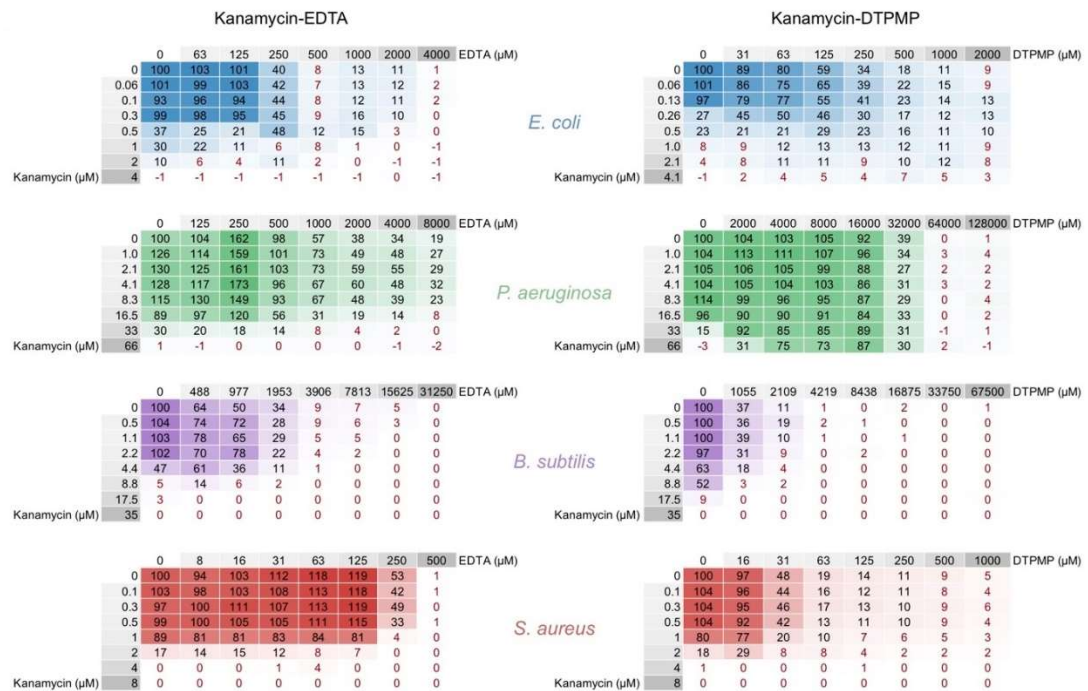 Kanamycin-EDTA Kanamycin-DTPMP
0 63 125 250 500 1000 2000 4000 EDTA (µM)
0 100 103 101 40 8 13 11 1
0.06 101 99 103 42 7 13 12 2
0.1 93 96 94 44 8 12 11 2
0.3 99 98 95 45 9 16 10 0
0.5 37 25 21 48 12 15 3 0
1 30 22 11 6 8 1 0 -1
2 10 6 4 11 2 0 -1 -1
Kanamycin (µM) 4 -1 -1 -1 -1 -1 -1 0 -1
E. coli
0 31 63 125 250 500 1000 2000 DTPMP (µM)
0 100 89 80 59 34 18 11 9
0.06 101 86 75 65 39 22 15 9
0.13 97 79 77 55 41 23 14 13
0.26 27 45 50 46 30 17 12 13
0.5 23 21 21 29 23 16 11 10
1.0 8 9 12 13 13 12 11 9
2.1 4 8 11 11 9 10 12 8
Kanamycin (µM) 4.1 -1 2 4 5 4 7 5 3
0 125 250 500 1000 2000 4000 8000 EDTA (µM)
0 100 104 162 98 57 38 34 19
1.0 126 114 159 101 73 49 48 27
2.1 130 125 161 103 73 59 55 29
4.1 128 117 173 96 67 60 48 32
8.3 115 130 149 93 67 48 39 23
16.5 89 97 120 56 31 19 14 8
33 30 20 18 14 8 4 2 0
Kanamycin (µM) 66 1 -1 0 0 0 0 -1 -2
P. aeruginosa
0 2000 4000 8000 16000 32000 64000 128000 DTPMP (µM)
0 100 104 103 105 92 39 0 1
1.0 104 113 111 107 96 34 3 4
2.1 105 106 105 99 88 27 2 2
4.1 104 105 104 103 86 31 3 2
8.3 114 99 96 95 87 29 0 4
16.5 96 90 90 91 84 33 0 2
33 15 92 85 85 89 31 -1 1
Kanamycin (µM) 66 -3 31 75 73 87 30 2 -1
0 488 977 1953 3906 7813 15625 31250 EDTA (µM)
0 100 64 50 34 9 7 5 0
0.5 104 74 72 28 9 6 3 0
1.1 103 78 65 29 5 5 0 0
2.2 102 70 78 22 4 2 0 0
4.4 47 61 36 11 1 0 0 0
8.8 5 14 6 2 0 0 0 0
17.5 3 0 0 0 0 0 0 0
Kanamycin (µM) 35 0 0 0 0 0 0 0 0
B. subtilis
0 1055 2109 4219 8438 16875 33750 67500 DTPMP (µM)
0 100 37 11 1 0 2 0 1
0.5 100 36 19 2 1 0 0 0
1.1 100 39 10 1 0 1 0 0
2.2 97 31 9 0 2 0 0 0
4.4 63 18 4 0 0 0 0 0
8.8 52 3 2 0 0 0 0 0
17.5 9 0 0 0 0 0 0 0
Kanamycin (µM) 35 0 0 0 0 0 0 0 0
0 8 16 31 63 125 250 500 EDTA (µM)
0 100 94 103 112 118 119 53 1
0.1 103 98 103 108 113 118 42 1
0.3 97 100 111 107 113 119 49 0
0.5 99 100 105 105 111 115 33 1
1 89 81 81 83 84 81 4 0
2 17 14 15 12 8 7 0 0
4 0 0 0 1 4 0 0 0
Kanamycin (µM) 8 0 0 0 0 0 0 0 0
S. aureus
0 16 31 63 125 250 500 1000 DTPMP (µM)
0 100 97 48 19 14 11 9 5
0.1 104 96 44 16 12 11 8 4
0.3 104 95 46 17 13 10 9 6
0.5 104 92 42 13 11 10 9 4
1 80 77 20 10 7 6 5 3
2 18 29 8 8 4 2 2 2
4 1 0 0 0 1 0 0 0
Kanamycin (µM) 8 0 0 0 0 0 0 0 0